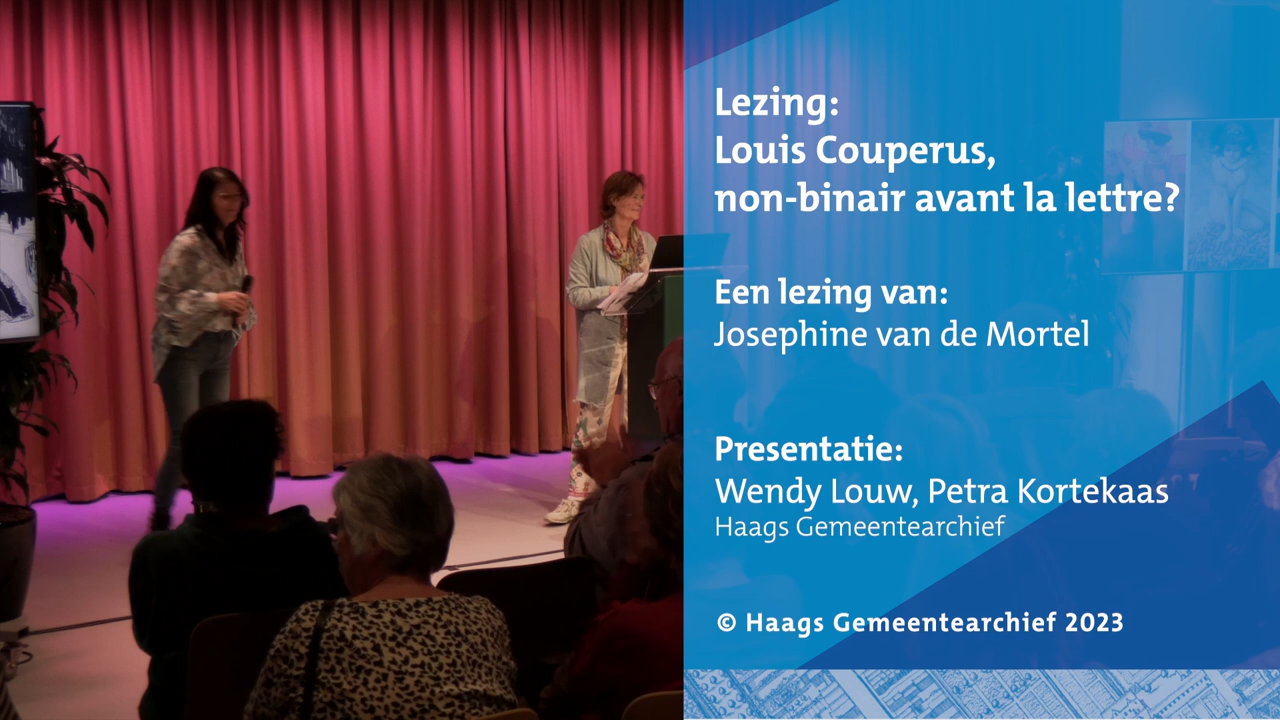 Lezing:
Louis Couperus,
non-binair avant la lettre?
Een lezing van:
Josephine van de Mortel
Presentatie:
Wendy Louw, Petra Kortekaas
Haags Gemeentearchief
© Haags Gemeentearchief 2023